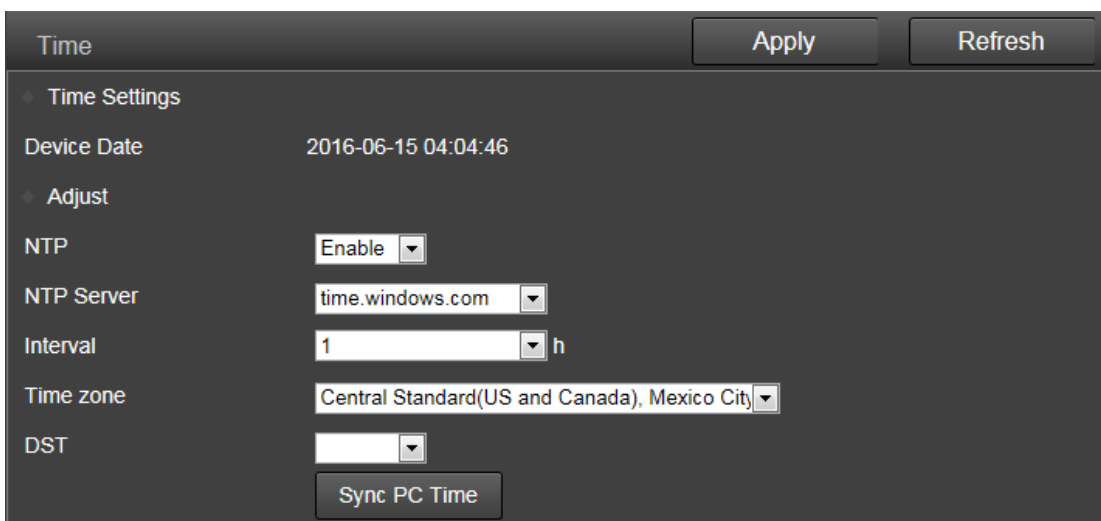 Time Apply Refresh
Time Settings
Device Date 2016-06-15 04:04:46
Adjust
NTP Enable
NTP Server time.windows.com
Interval 1 h
Time zone Central Standard(US and Canada), Mexico City
DST
Sync PC Time